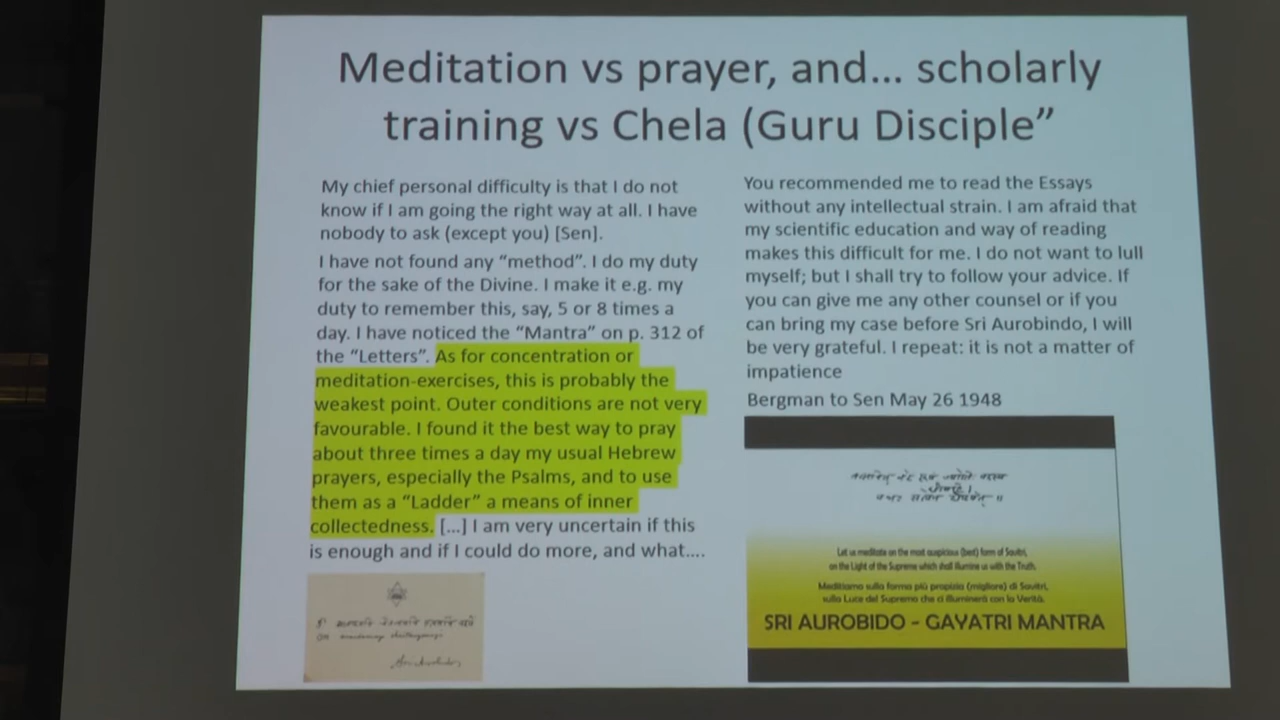 Meditation vs prayer, and... scholarly
training vs Chela (Guru Disciple”
My chief personal difficulty is that I do not
know if I am going the right way at all. I have
nobody to ask (except you) [Sen].
I have not found any “method”. I do my duty
for the sake of the Divine. I make it e.g. my
duty to remember this, say, 5 or 8 times a
day. I have noticed the “Mantra” on p. 312 of
the “Letters”. As for concentration or
meditation-exercises, this is probably the
weakest point. Outer conditions are not very
favourable. I found it the best way to pray
about three times a day my usual Hebrew
prayers, especially the Psalms, and to use
them as a “Ladder” a means of inner
collectedness. [...] I am very uncertain if this
is enough and if I could do more, and what....
You recommended me to read the Essays
without any intellectual strain. I am afraid that
my scientific education and way of reading
makes this difficult for me. I do not want to lull
myself; but I shall try to follow your advice. If
you can give me any other counsel or if you
can bring my case before Sri Aurobindo, I will
be very grateful. I repeat: it is not a matter of
impatience
Bergman to Sen May 26 1948
Let us meditate on the most auspicious (best) form of Savitri,
on the Light of the Supreme which shall illumine us with the Truth.
Meditiamo sulla forma più propizia (migliore) di Savitri,
sulla Luce del Supremo che ci illuminerà con la Verità.
SRI AUROBIDO - GAYATRI MANTRA